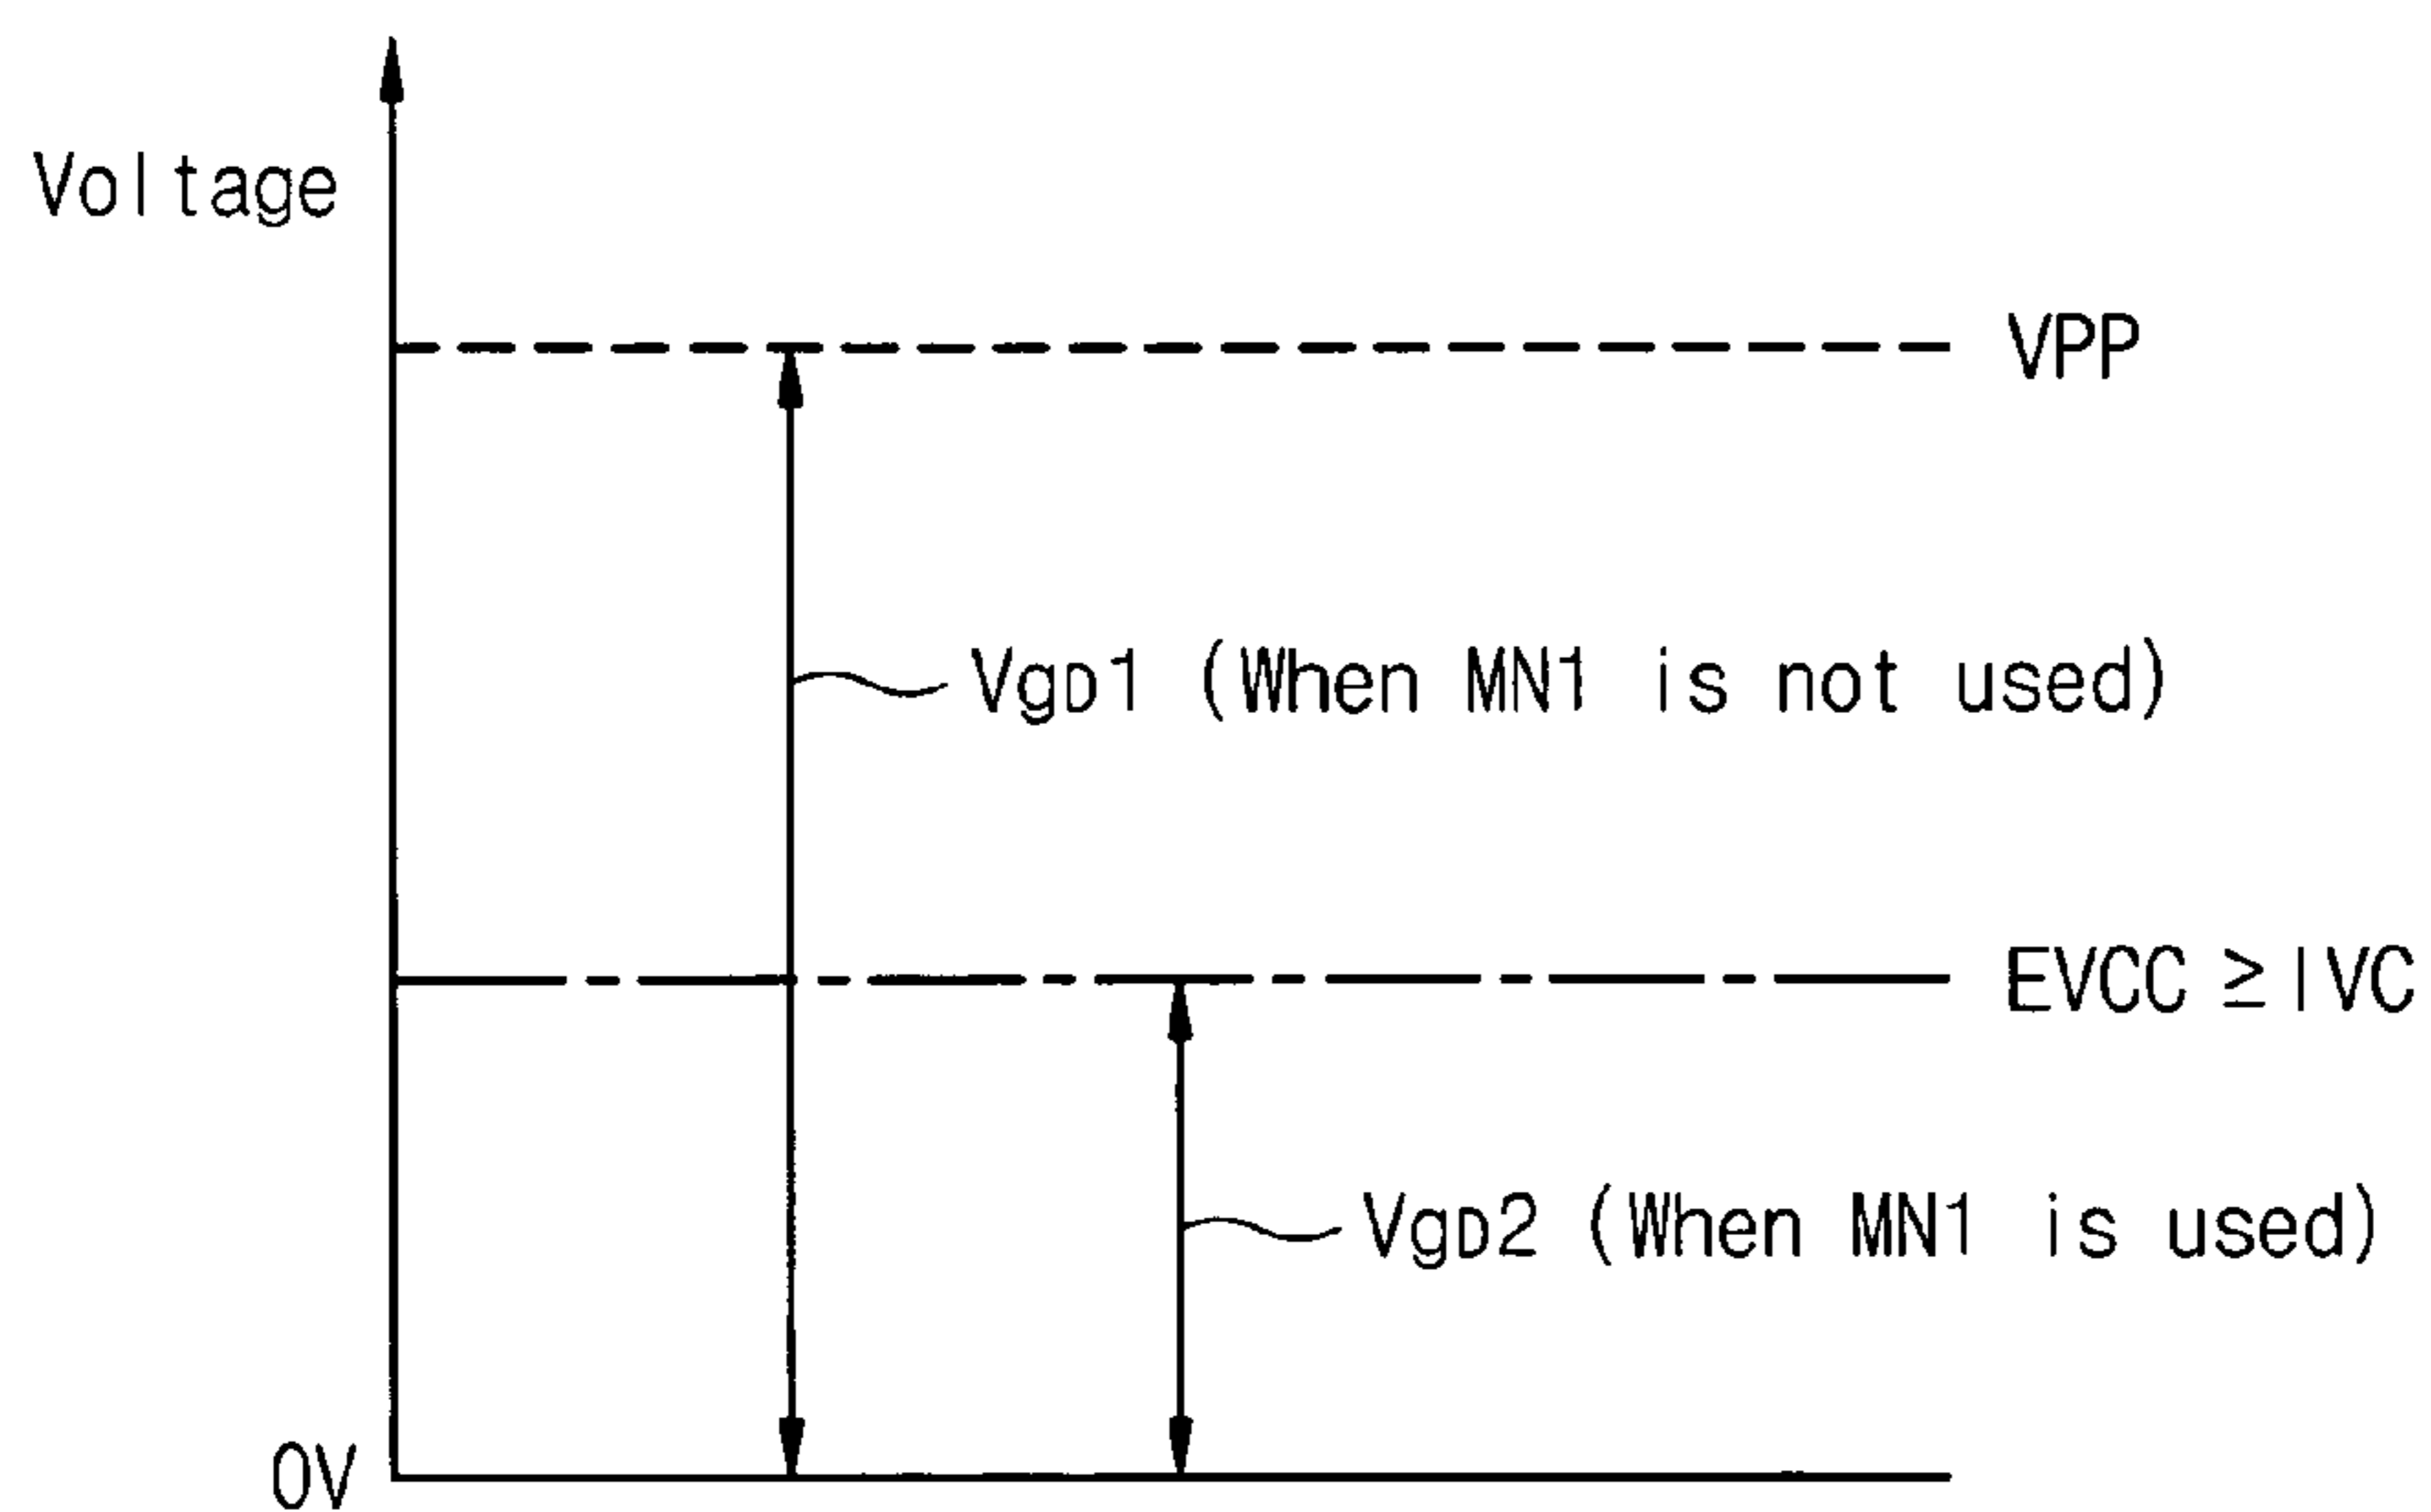 Voltage
VPP
VgD1 (When MN1 is not used)
EVCC ≥ IVC
VgD2 (When MN1 is used)
0V